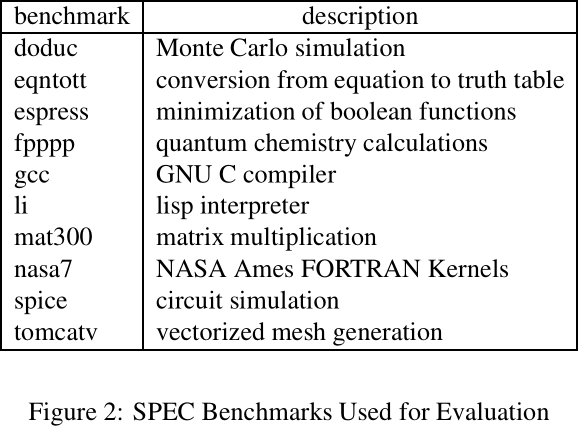 benchmark description
doduc Monte Carlo simulation
eqntott conversion from equation to truth table
espress minimization of boolean functions
fpppp quantum chemistry calculations
gcc GNU C compiler
li lisp interpreter
mat300 matrix multiplication
nasa7 NASA Ames FORTRAN Kernels
spice circuit simulation
tomcatv vectorized mesh generation
Figure 2: SPEC Benchmarks Used for Evaluation